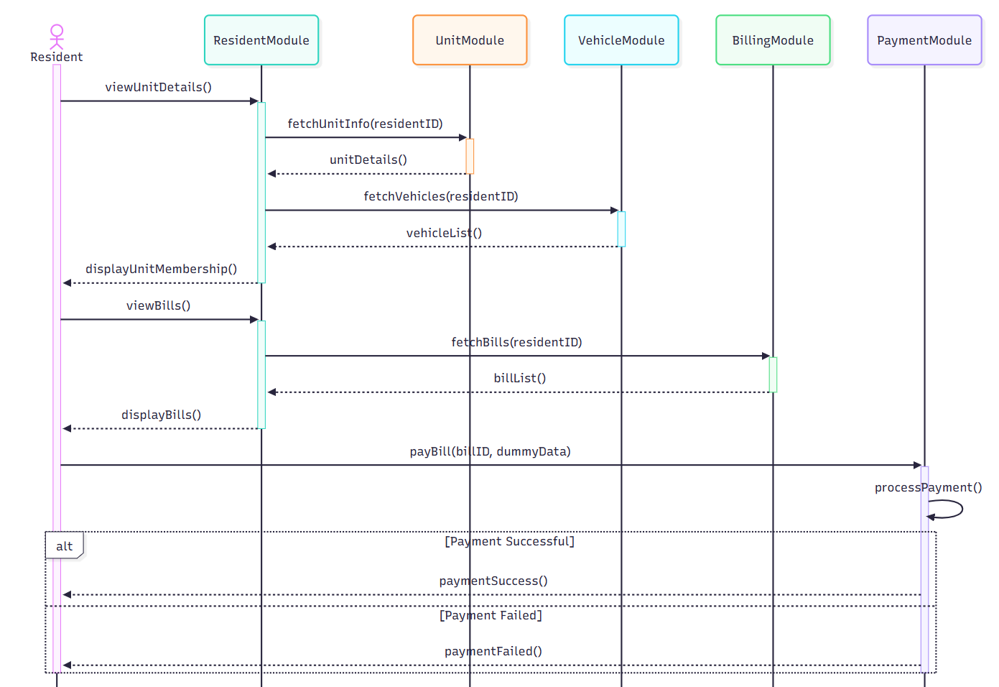 Resident
ResidentModule
UnitModule
VehicleModule
BillingModule
PaymentModule
viewUnitDetails()
fetchUnitInfo(residentID)
unitDetails()
fetchVehicles(residentID)
vehicleList()
displayUnitMembership()
viewBills()
fetchBills(residentID)
billList()
displayBills()
payBill(billID, dummyData)
processPayment()
alt
[Payment Successful]
paymentSuccess()
[Payment Failed]
paymentFailed()